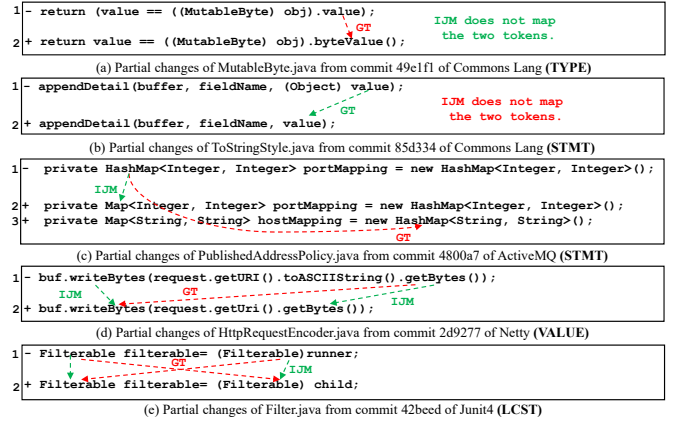 1 - return (value == ((MutableByte) obj).value);
GT
IJM does not map
the two tokens.
2 + return value == ((MutableByte) obj).byteValue();
(a) Partial changes of MutableByte.java from commit 49e1f1 of Commons Lang (TYPE)
1 - appendDetail(buffer, fieldName, (Object) value);
GT
IJM does not map
the two tokens.
2 + appendDetail(buffer, fieldName, value);
(b) Partial changes of ToStringStyle.java from commit 85d334 of Commons Lang (STMT)
1 - private HashMap<Integer, Integer> portMapping = new HashMap<Integer, Integer>();
IJM
2 + private Map<Integer, Integer> portMapping = new HashMap<Integer, Integer>();
3 + private Map<String, String> hostMapping = new HashMap<String, String>();
GT
(c) Partial changes of PublishedAddressPolicy.java from commit 4800a7 of ActiveMQ (STMT)
1 - buf.writeBytes(request.getURI().toASCIIString().getBytes());
IJM GT IJM
2 + buf.writeBytes(request.getUri().getBytes());
(d) Partial changes of HttpRequestEncoder.java from commit 2d9277 of Netty (VALUE)
1 - Filterable filterable= (Filterable)runner;
GT IJM
2 + Filterable filterable= (Filterable) child;
(e) Partial changes of Filter.java from commit 42beed of Junit4 (LCST)